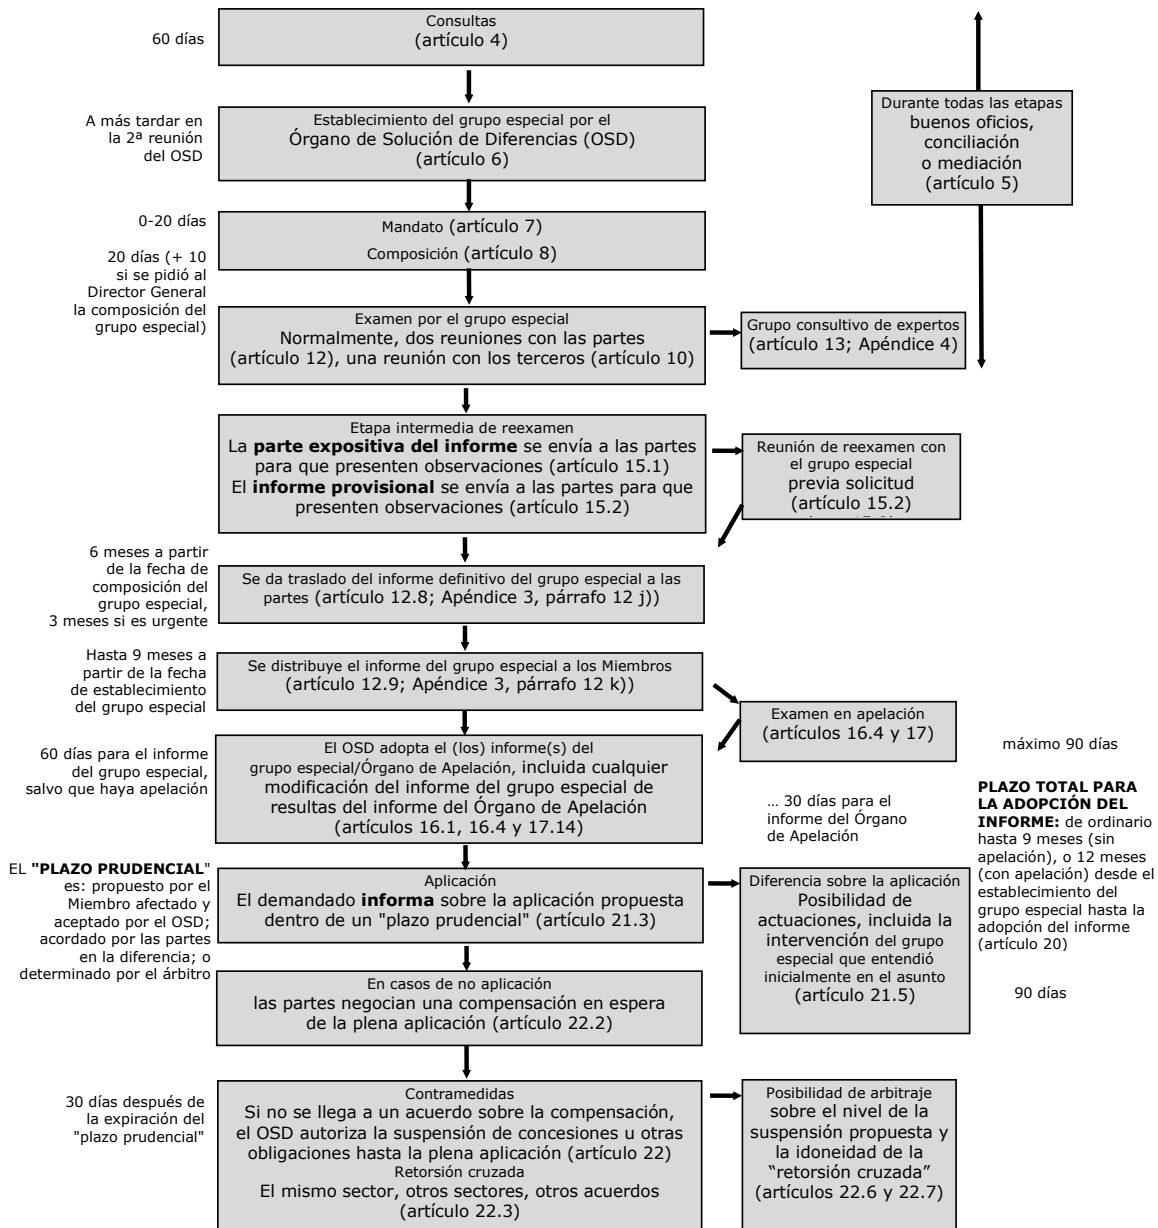 Consultas
(artículo 4)
60 días
Durante todas las etapas
buenos oficios,
conciliación
o mediación
(artículo 5)
A más tardar en
la 2ª reunión
del OSD
Establecimiento del grupo especial por el
Órgano de Solución de Diferencias (OSD)
(artículo 6)
0-20 días
20 días (+ 10
si se pidió al
Director General
la composición del
grupo especial)
Mandato (artículo 7)
Composición (artículo 8)
Examen por el grupo especial
Normalmente, dos reuniones con las partes
(artículo 12), una reunión con los terceros (artículo 10)
Grupo consultivo de expertos
(artículo 13; Apéndice 4)
Etapa intermedia de reexamen
La parte expositiva del informe se envía a las partes
para que presenten observaciones (artículo 15.1)
El informe provisional se envía a las partes para que
presenten observaciones (artículo 15.2)
Reunión de reexamen con
el grupo especial
previa solicitud
(artículo 15.2)
6 meses a partir
de la fecha de
composición del
grupo especial,
3 meses si es urgente
Se da traslado del informe definitivo del grupo especial a las
partes (artículo 12.8; Apéndice 3, párrafo 12 j))
Hasta 9 meses a
partir de la fecha
de establecimiento
del grupo especial
Se distribuye el informe del grupo especial a los Miembros
(artículo 12.9; Apéndice 3, párrafo 12 k))
Examen en apelación
(artículos 16.4 y 17)
máximo 90 días
60 días para el informe
del grupo especial,
salvo que haya apelación
El OSD adopta el (los) informe(s) del
grupo especial/Órgano de Apelación, incluida cualquier
modificación del informe del grupo especial de
resultas del informe del Órgano de Apelación
(artículos 16.1, 16.4 y 17.14)
... 30 días para el
informe del Órgano
de Apelación
PLAZO TOTAL PARA
LA ADOPCIÓN DEL
INFORME: de ordinario
hasta 9 meses (sin
apelación), o 12 meses
(con apelación) desde el
establecimiento del
grupo especial hasta la
adopción del informe
(artículo 20)
EL "PLAZO PRUDENCIAL"
es: propuesto por el
Miembro afectado y
aceptado por el OSD;
acordado por las partes
en la diferencia; o
determinado por el árbitro
Aplicación
El demandado informa sobre la aplicación propuesta
dentro de un "plazo prudencial" (artículo 21.3)
Diferencia sobre la aplicación
Posibilidad de
actuaciones, incluida la
intervención del grupo
especial que entendió
inicialmente en el asunto
(artículo 21.5)
90 días
En casos de no aplicación
las partes negocian una compensación en espera
de la plena aplicación (artículo 22.2)
30 días después de
la expiración del
"plazo prudencial"
Contramedidas
Si no se llega a un acuerdo sobre la compensación,
el OSD autoriza la suspensión de concesiones u otras
obligaciones hasta la plena aplicación (artículo 22)
Retorsión cruzada
El mismo sector, otros sectores, otros acuerdos
(artículo 22.3)
Posibilidad de arbitraje
sobre el nivel de la
suspensión propuesta y
la idoneidad de la
“retorsión cruzada”
(artículos 22.6 y 22.7)